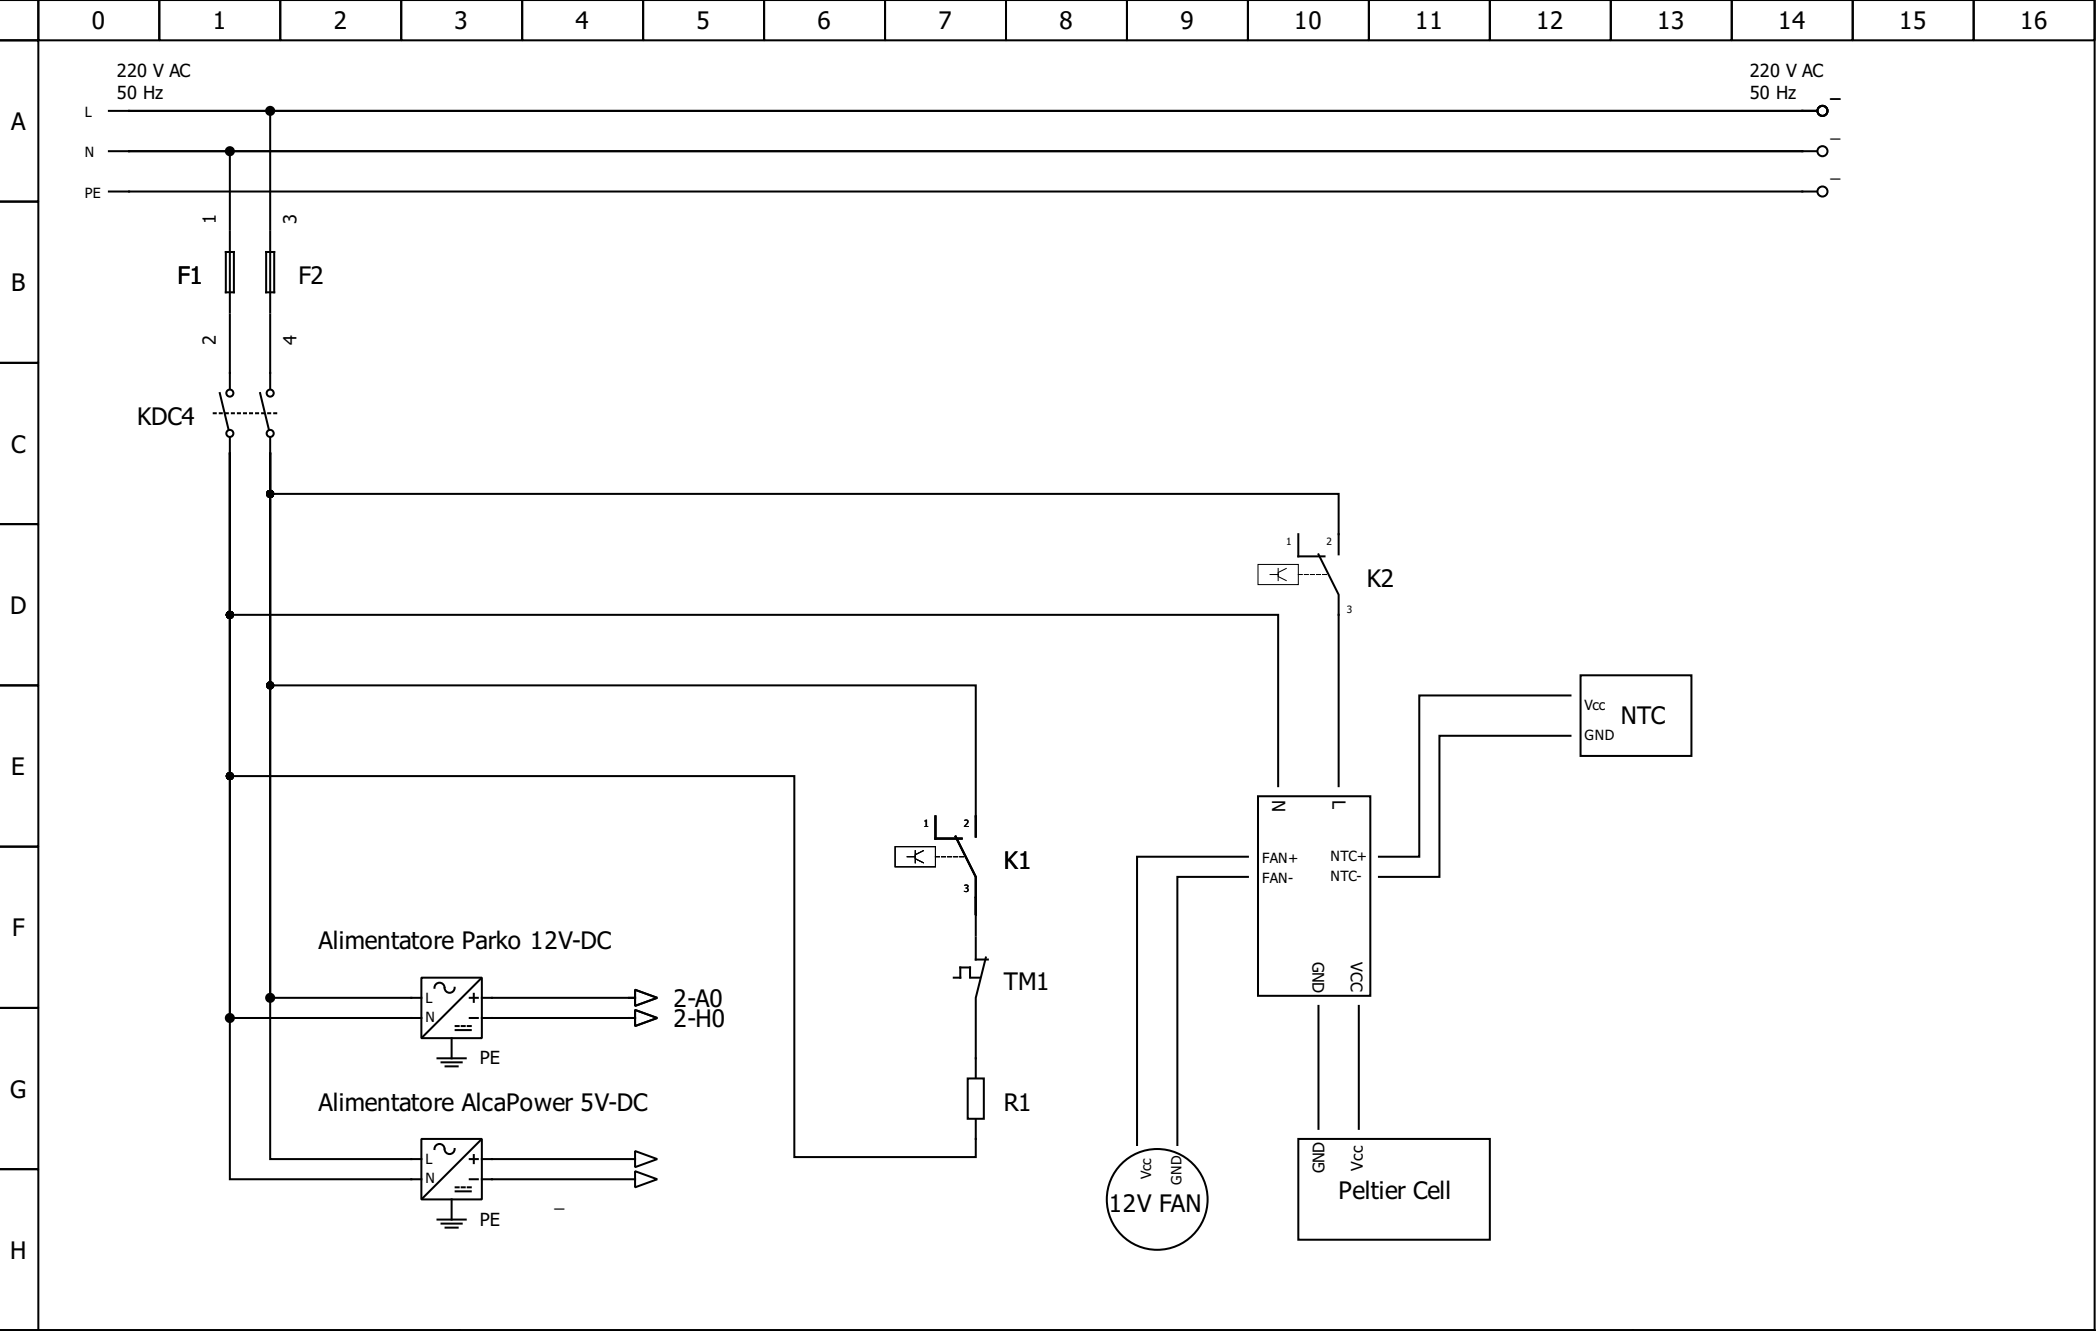 0 1 2 3 4 5 6 7 8 9 10 11 12 13 14 15 16
220 V AC
50 Hz
220 V AC
50 Hz
A
L
N
PE
1
3
B
F1
F2
2
4
C
KDC4
1
2
K2
3
D
Vcc
NTC
GND
E
N
L
1
2
K1
3
FAN+
NTC+
FAN-
NTC-
F
Alimentatore Parko 12V-DC
GND
VCC
TM1
L
+
2-A0
N
−
2-H0
PE
G
Alimentatore AlcaPower 5V-DC
R1
L
+
N
−
PE
Vcc
GND
12V FAN
GND
Vcc
Peltier Cell
H